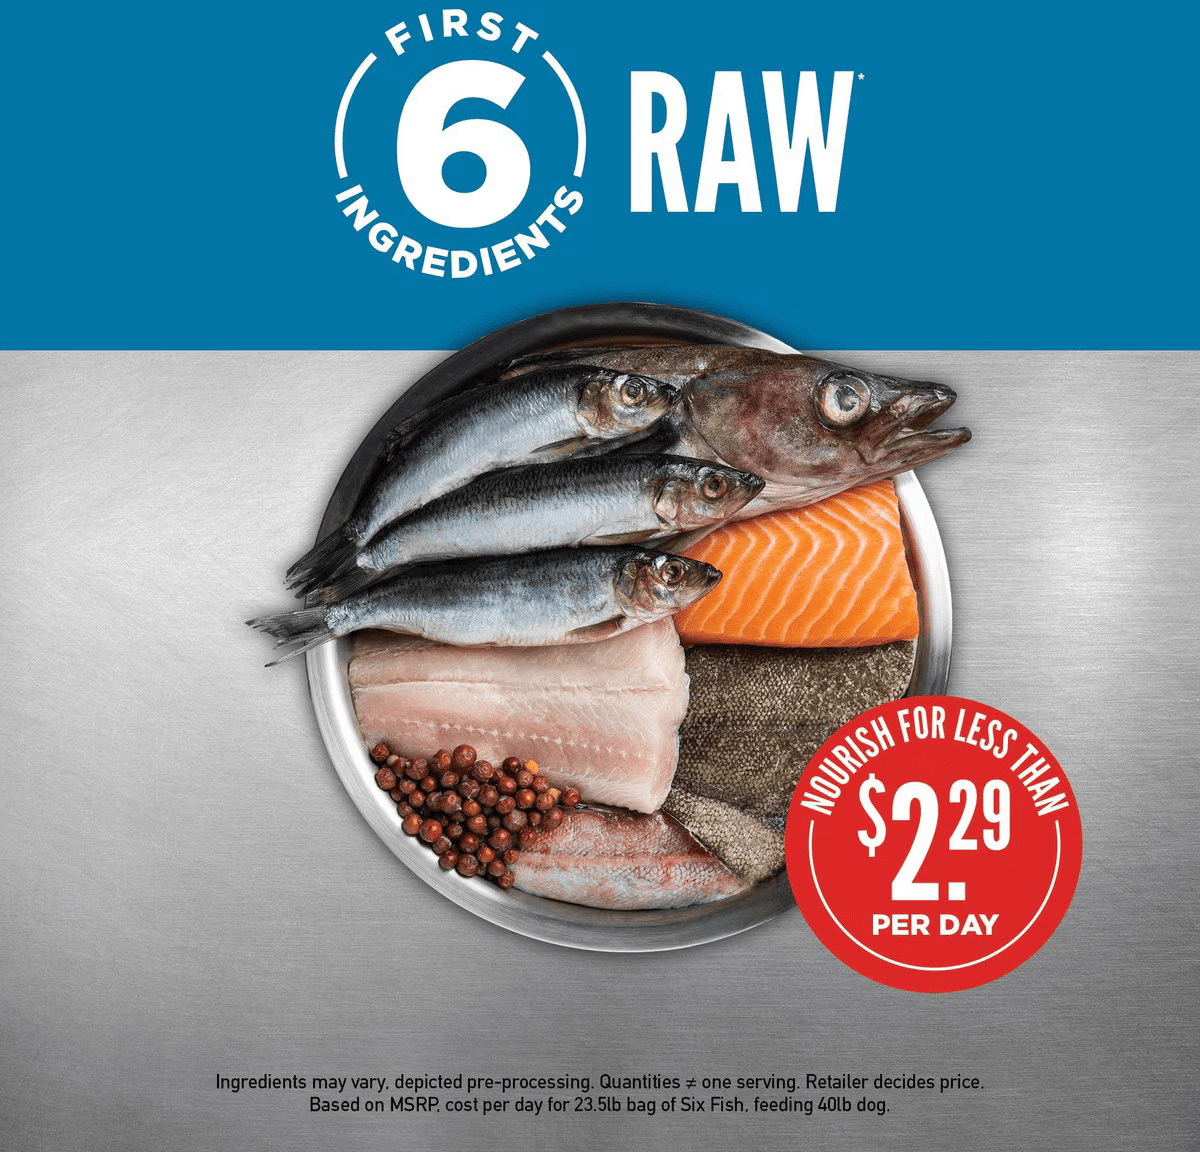 FIRST
6
INGREDIENTS
RAW*
NOURISH FOR LESS THAN
$2.29
PER DAY
Ingredients may vary, depicted pre-processing. Quantities ≠ one serving. Retailer decides price.
Based on MSRP, cost per day for 23.5lb bag of Six Fish, feeding 40lb dog.